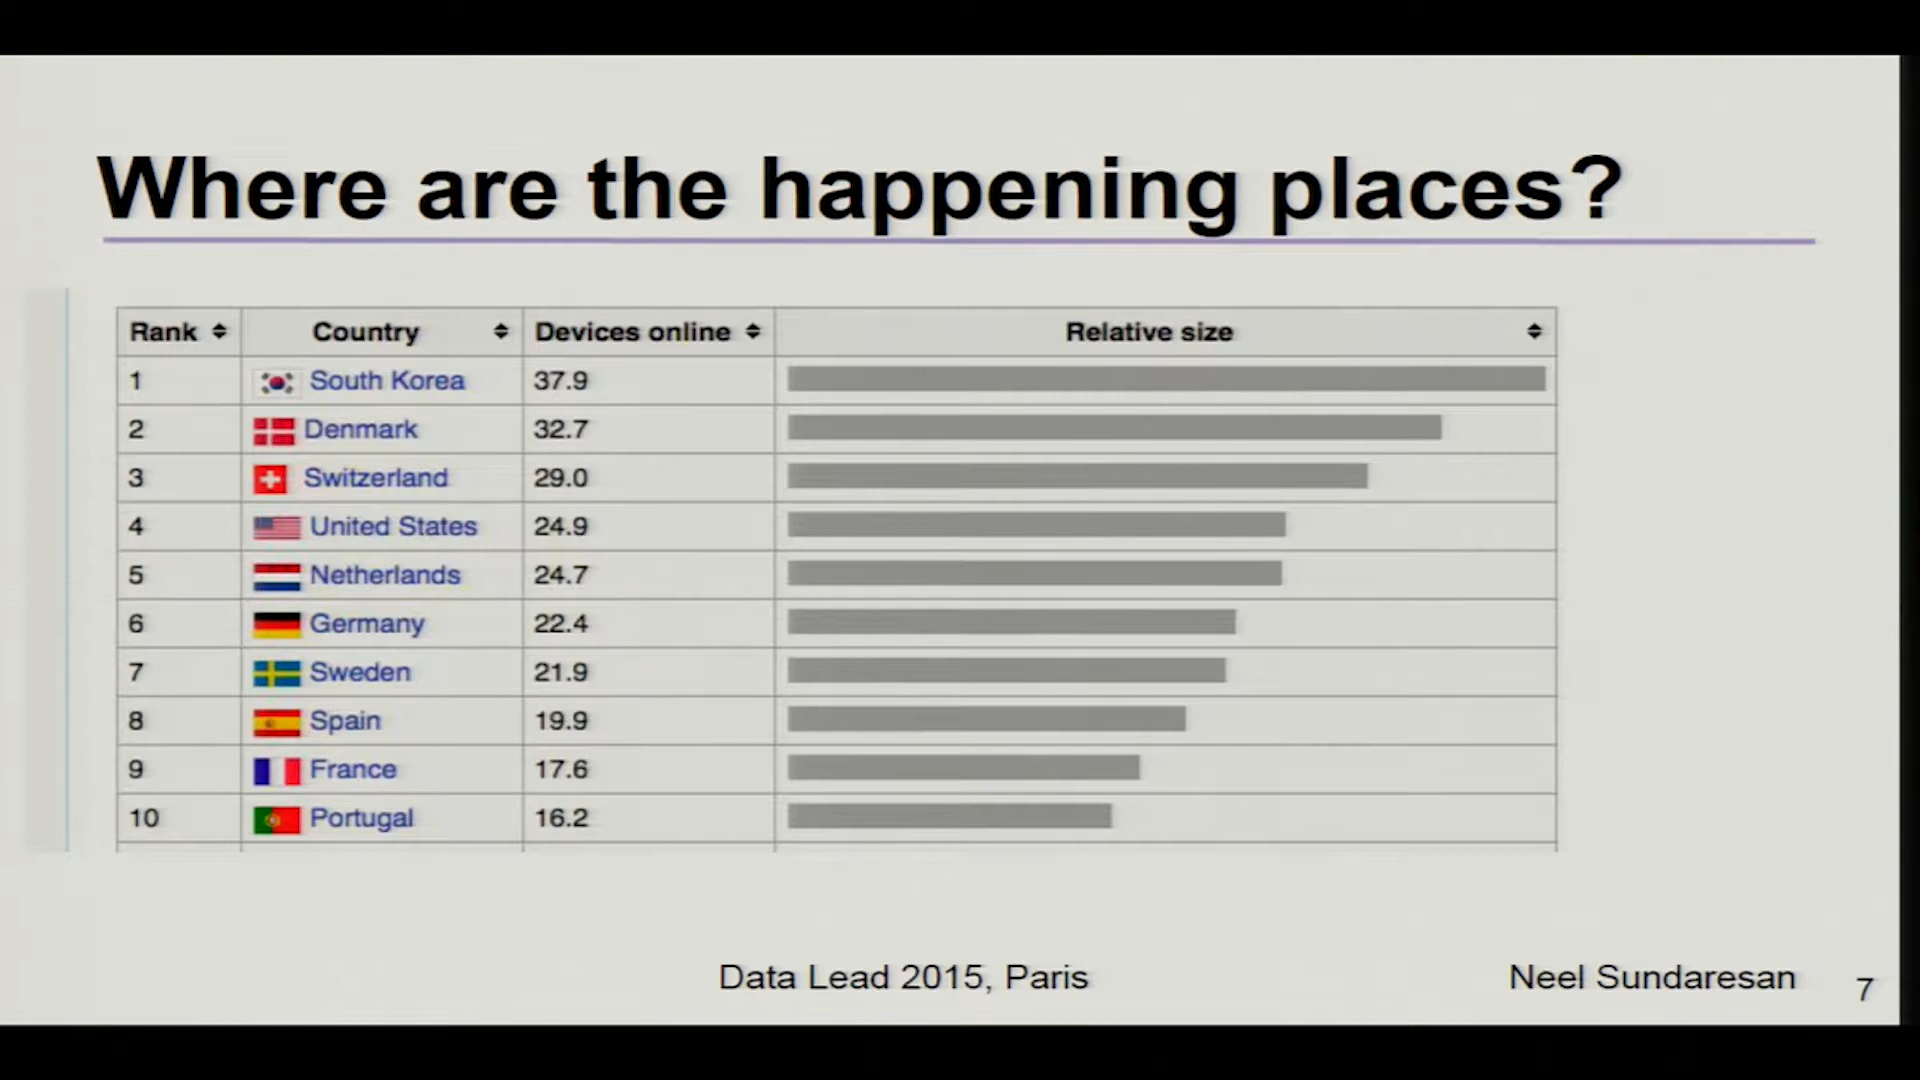 Where are the happening places?
Rank Country Devices online Relative size
1 South Korea 37.9
2 Denmark 32.7
3 Switzerland 29.0
4 United States 24.9
5 Netherlands 24.7
6 Germany 22.4
7 Sweden 21.9
8 Spain 19.9
9 France 17.6
10 Portugal 16.2
Data Lead 2015, Paris Neel Sundaresan 7